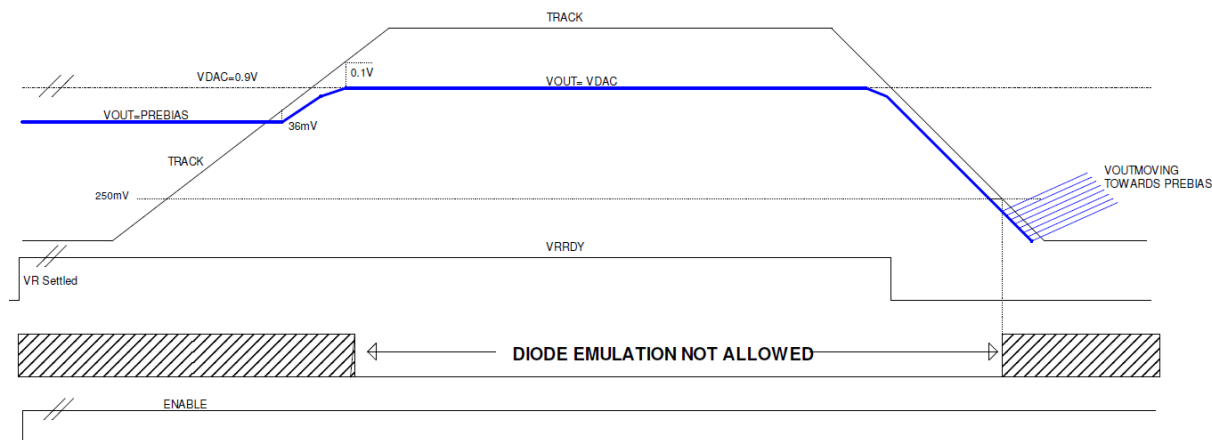 TRACK
VDAC=0.9V
0.1V
VOUT= VDAC
VOUT=PREBIAS
36mV
TRACK
VOUTMOVING
TOWARDS PREBIAS
250mV
VRRDY
VR Settled
DIODE EMULATION NOT ALLOWED
ENABLE